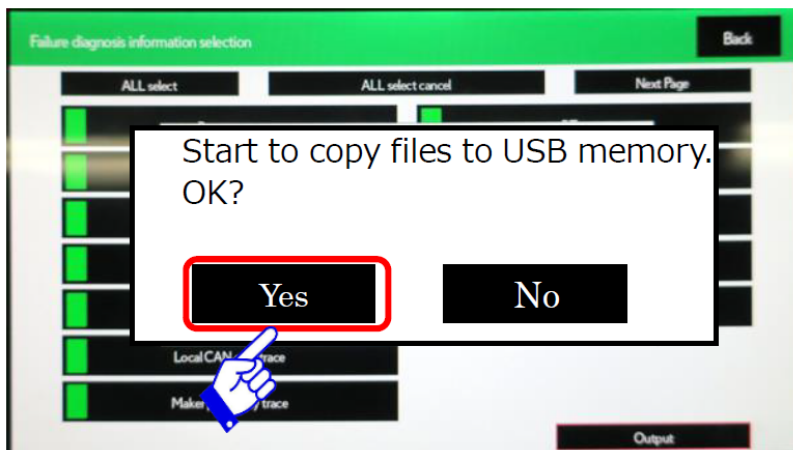 Failure diagnosis information selection
Back
ALL select
ALL select cancel
Next Page
Start to copy files to USB memory.
OK?
Yes
No
Local CAN trace
Maker trace
Output